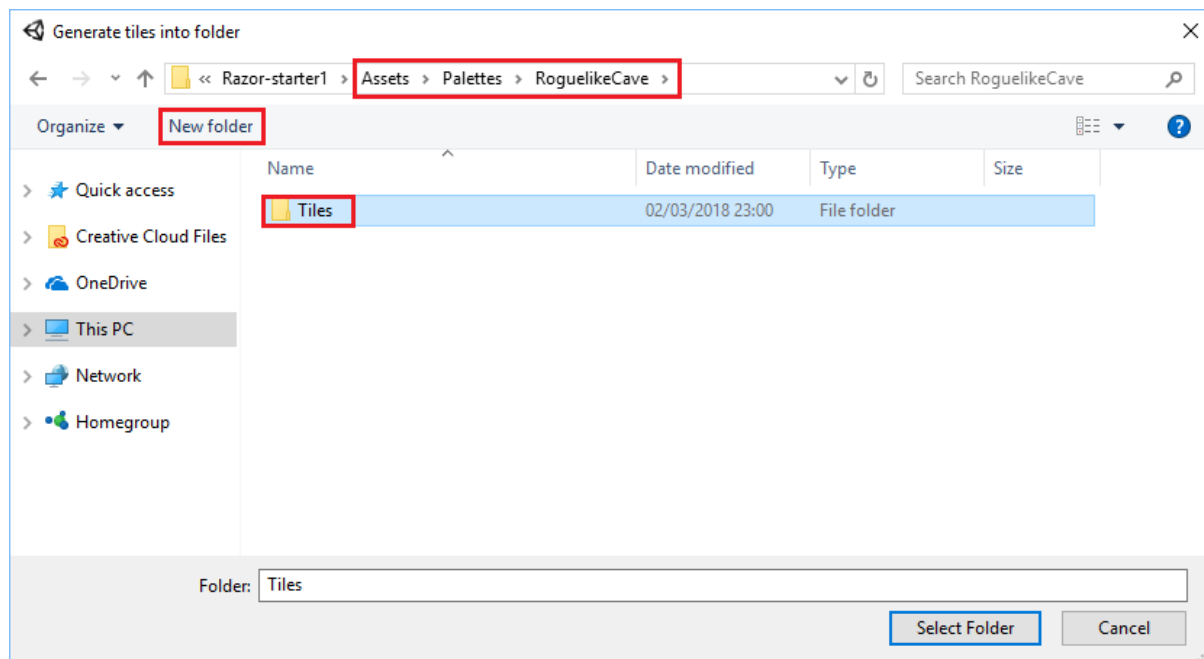 Generate tiles into folder
« Razor-starter1 > Assets > Palettes > RoguelikeCave > Search RoguelikeCave
Organize New folder
Name Date modified Type Size
Quick access
Tiles 02/03/2018 23:00 File folder
Creative Cloud Files
OneDrive
This PC
Network
Homegroup
Folder: Tiles
Select Folder Cancel